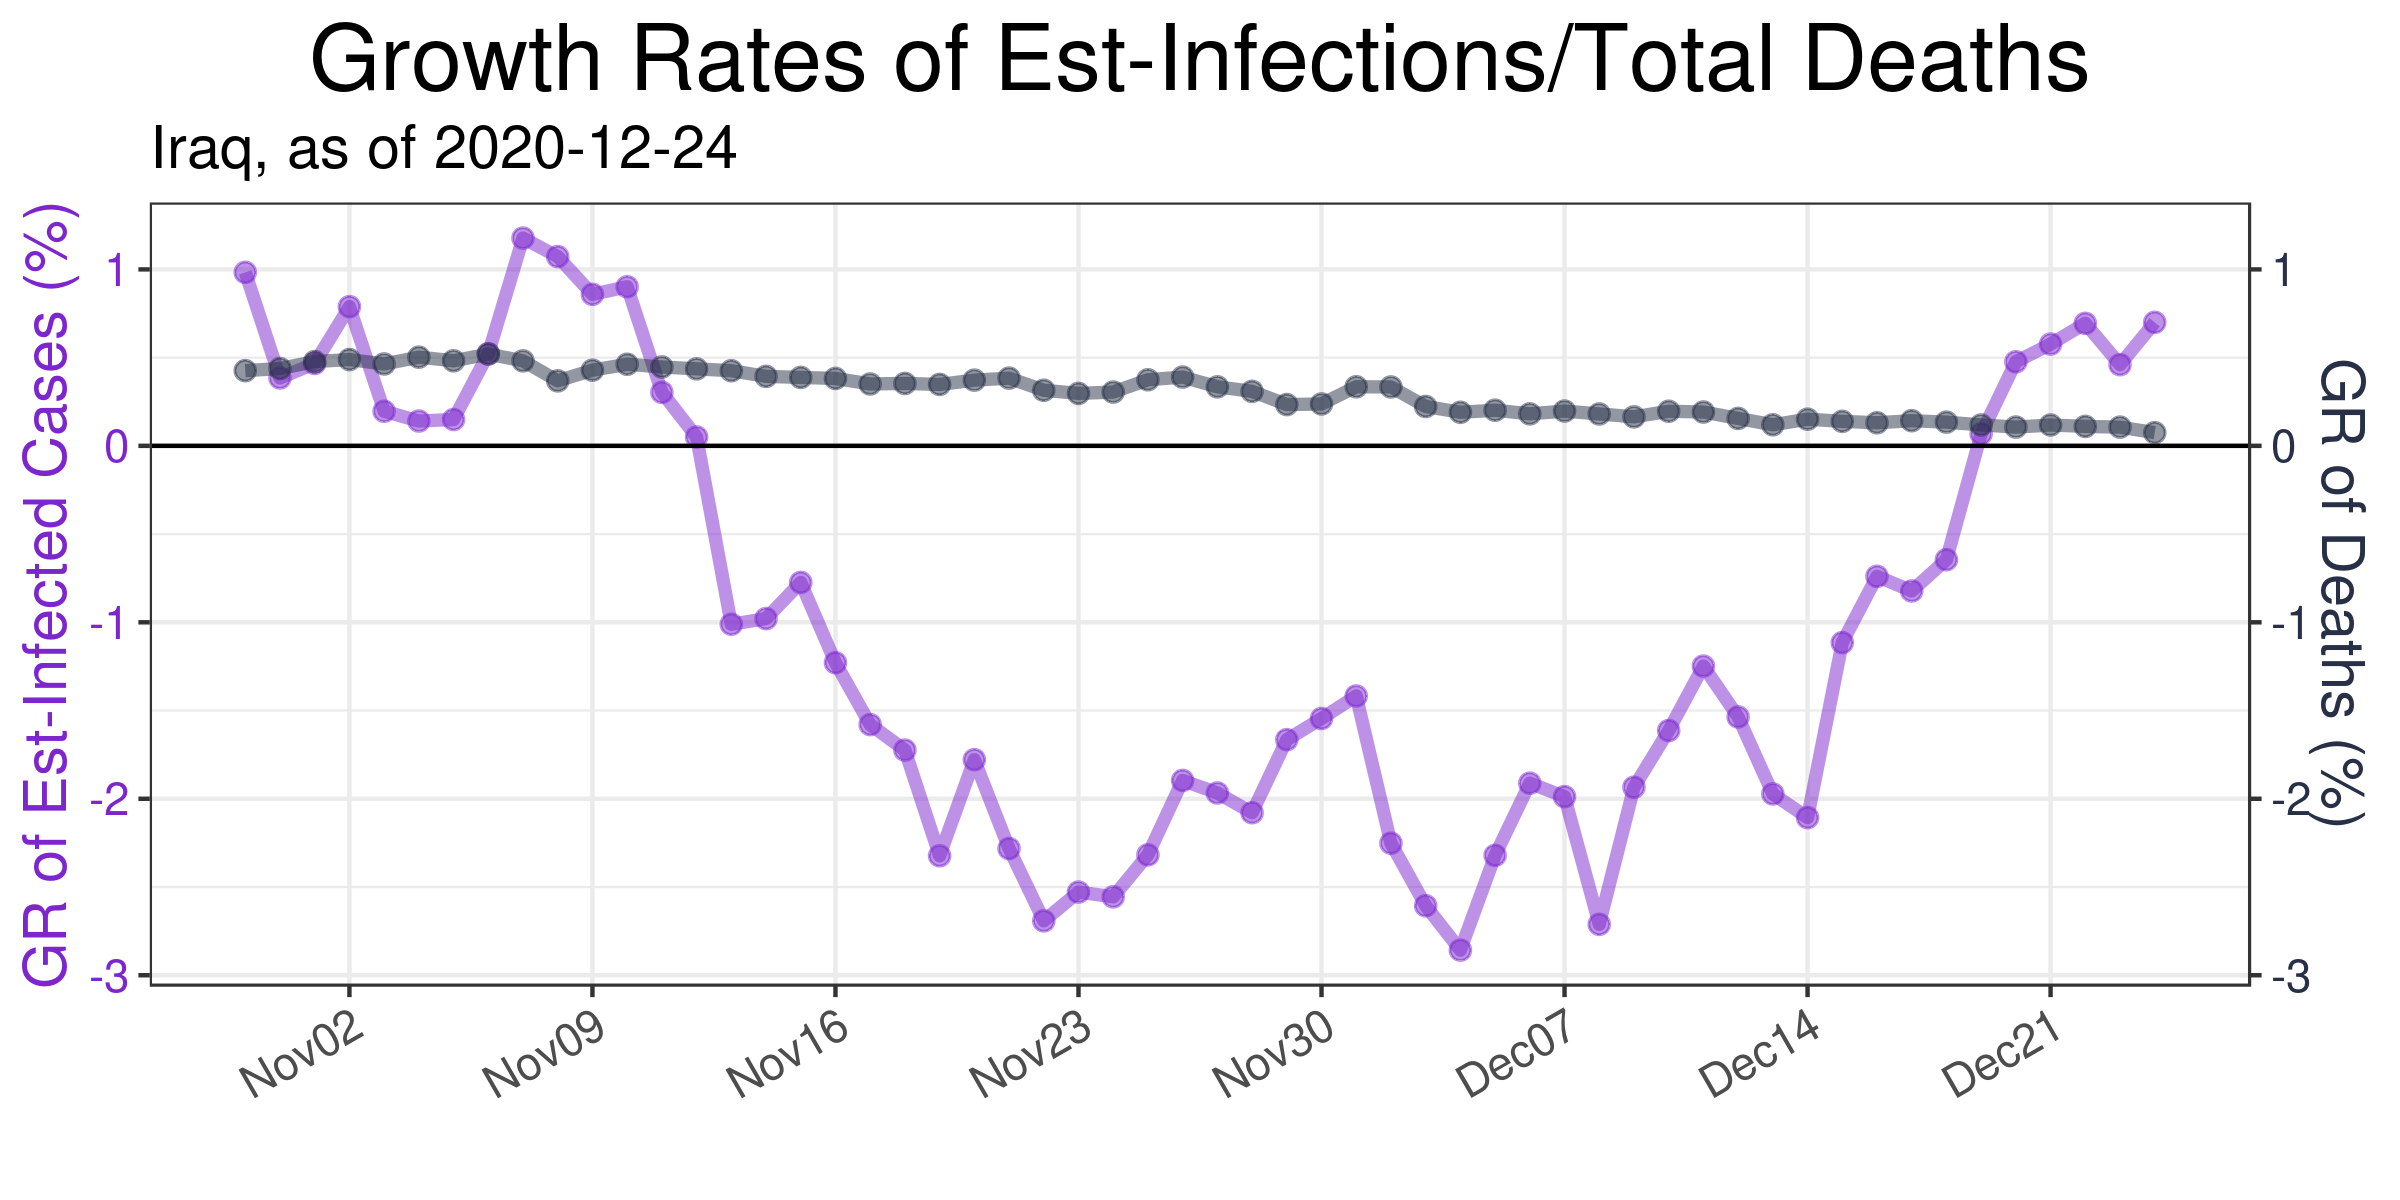 Growth Rates of Est-Infections/Total Deaths
Iraq, as of 2020-12-24
GR of Est-Infected Cases (%)
1
0
-1
-2
-3
1
0
-1
-2
-3
GR of Deaths (%)
Nov02
Nov09
Nov16
Nov23
Nov30
Dec07
Dec14
Dec21